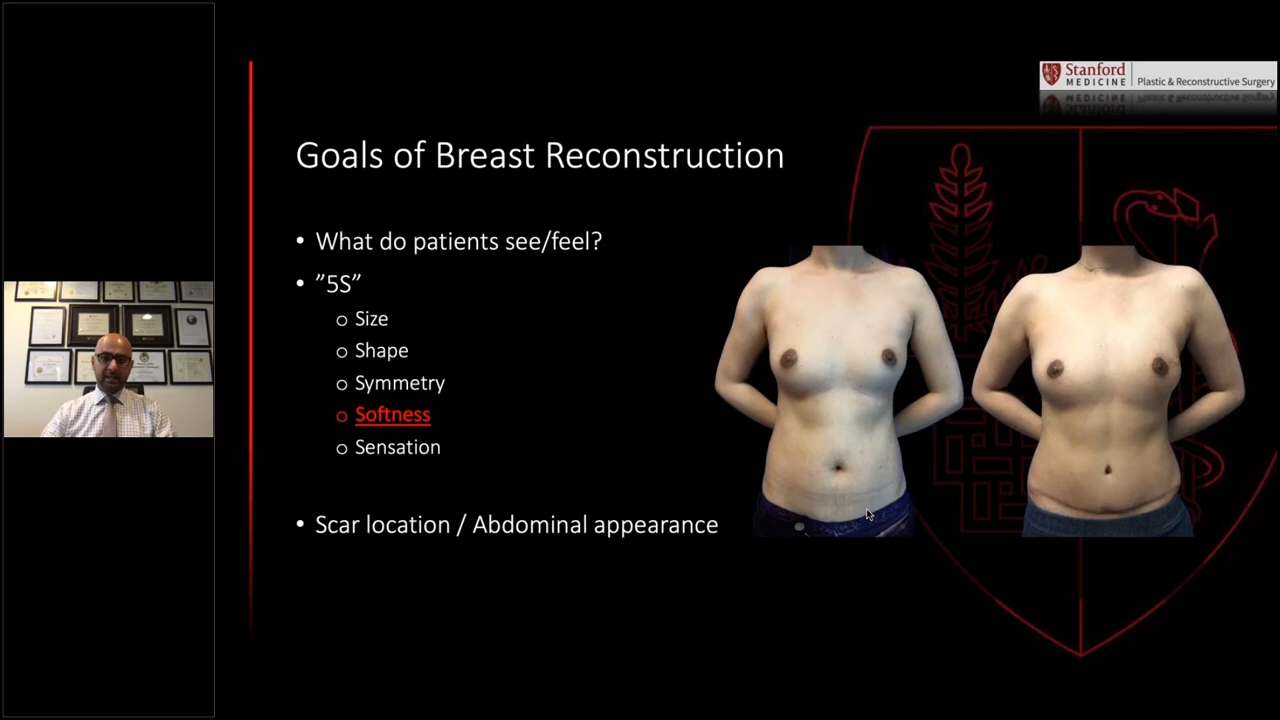 Stanford
MEDICINE
Plastic & Reconstructive Surgery
Goals of Breast Reconstruction
• What do patients see/feel?
• ”5S”
o Size
o Shape
o Symmetry
o Softness
o Sensation
• Scar location / Abdominal appearance